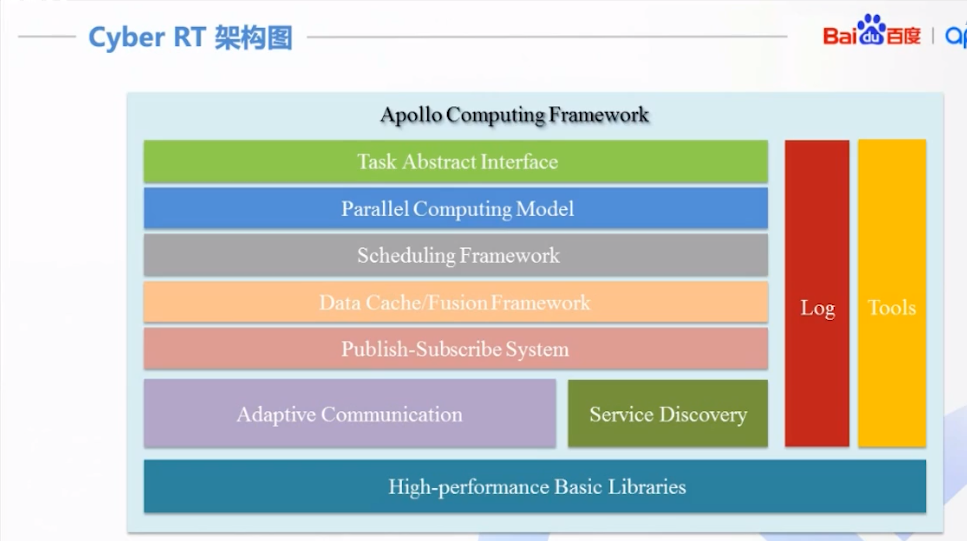 Cyber RT 架构图
Bai du 百度
Apollo Computing Framework
Task Abstract Interface
Parallel Computing Model
Scheduling Framework
Data Cache/Fusion Framework
Publish-Subscribe System
Adaptive Communication
Service Discovery
Log
Tools
High-performance Basic Libraries